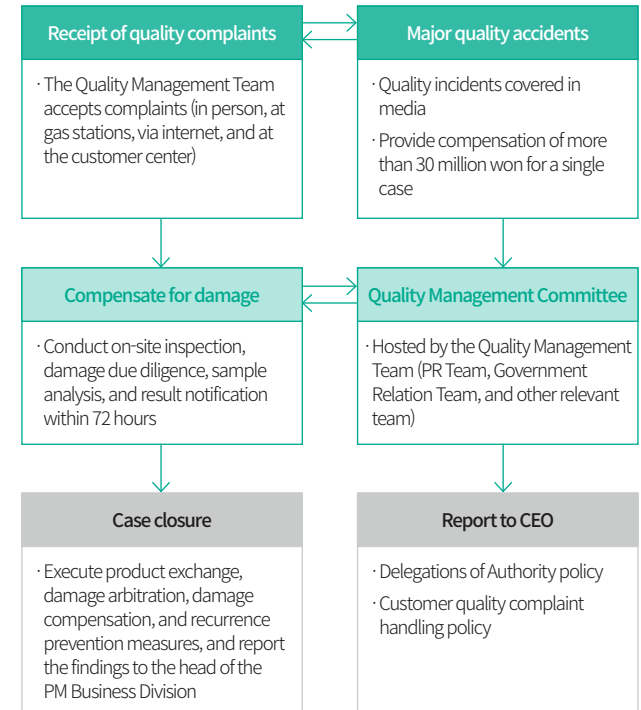 Receipt of quality complaints
· The Quality Management Team
accepts complaints (in person, at
gas stations, via internet, and at
the customer center)
Major quality accidents
· Quality incidents covered in
media
· Provide compensation of more
than 30 million won for a single
case
Compensate for damage
· Conduct on-site inspection,
damage due diligence, sample
analysis, and result notification
within 72 hours
Quality Management Committee
· Hosted by the Quality Management
Team (PR Team, Government
Relation Team, and other relevant
team)
Case closure
· Execute product exchange,
damage arbitration, damage
compensation, and recurrence
prevention measures, and report
the findings to the head of the
PM Business Division
Report to CEO
· Delegations of Authority policy
· Customer quality complaint
handling policy